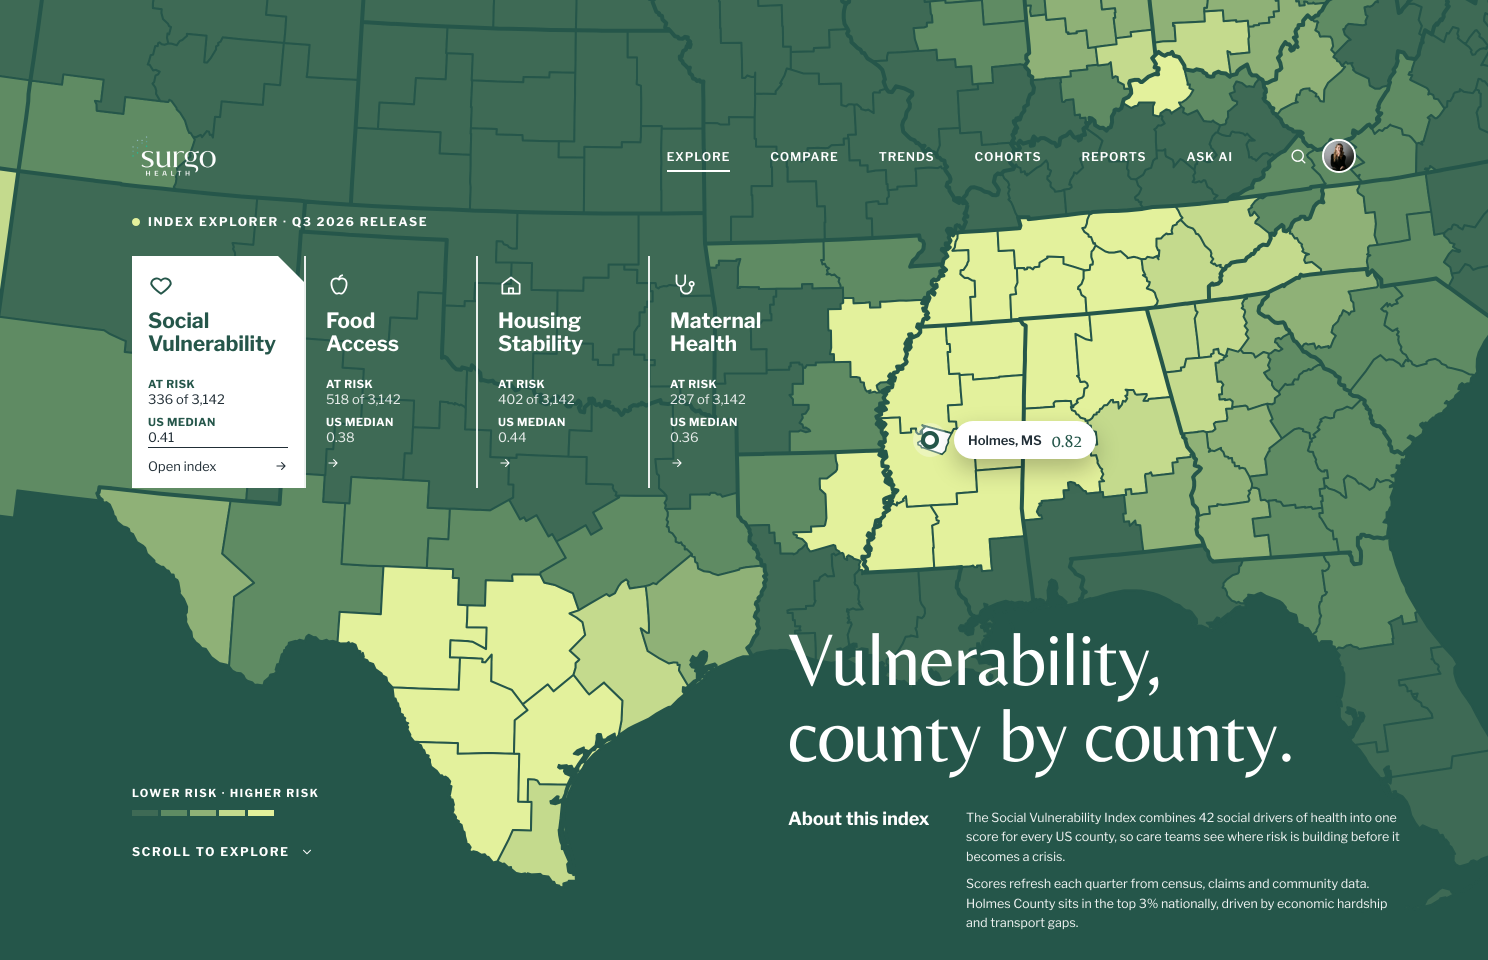 surgo
HEALTH
EXPLORE
COMPARE
TRENDS
COHORTS
REPORTS
ASK AI
INDEX EXPLORER · Q3 2026 RELEASE
Social
Vulnerability
AT RISK
336 of 3,142
US MEDIAN
0.41
Open index
Food
Access
AT RISK
518 of 3,142
US MEDIAN
0.38
Housing
Stability
AT RISK
402 of 3,142
US MEDIAN
0.44
Maternal
Health
AT RISK
287 of 3,142
US MEDIAN
0.36
Holmes, MS 0.82
Vulnerability,
county by county.
LOWER RISK · HIGHER RISK
SCROLL TO EXPLORE
About this index
The Social Vulnerability Index combines 42 social drivers of health into one
score for every US county, so care teams see where risk is building before it
becomes a crisis.
Scores refresh each quarter from census, claims and community data.
Holmes County sits in the top 3% nationally, driven by economic hardship
and transport gaps.